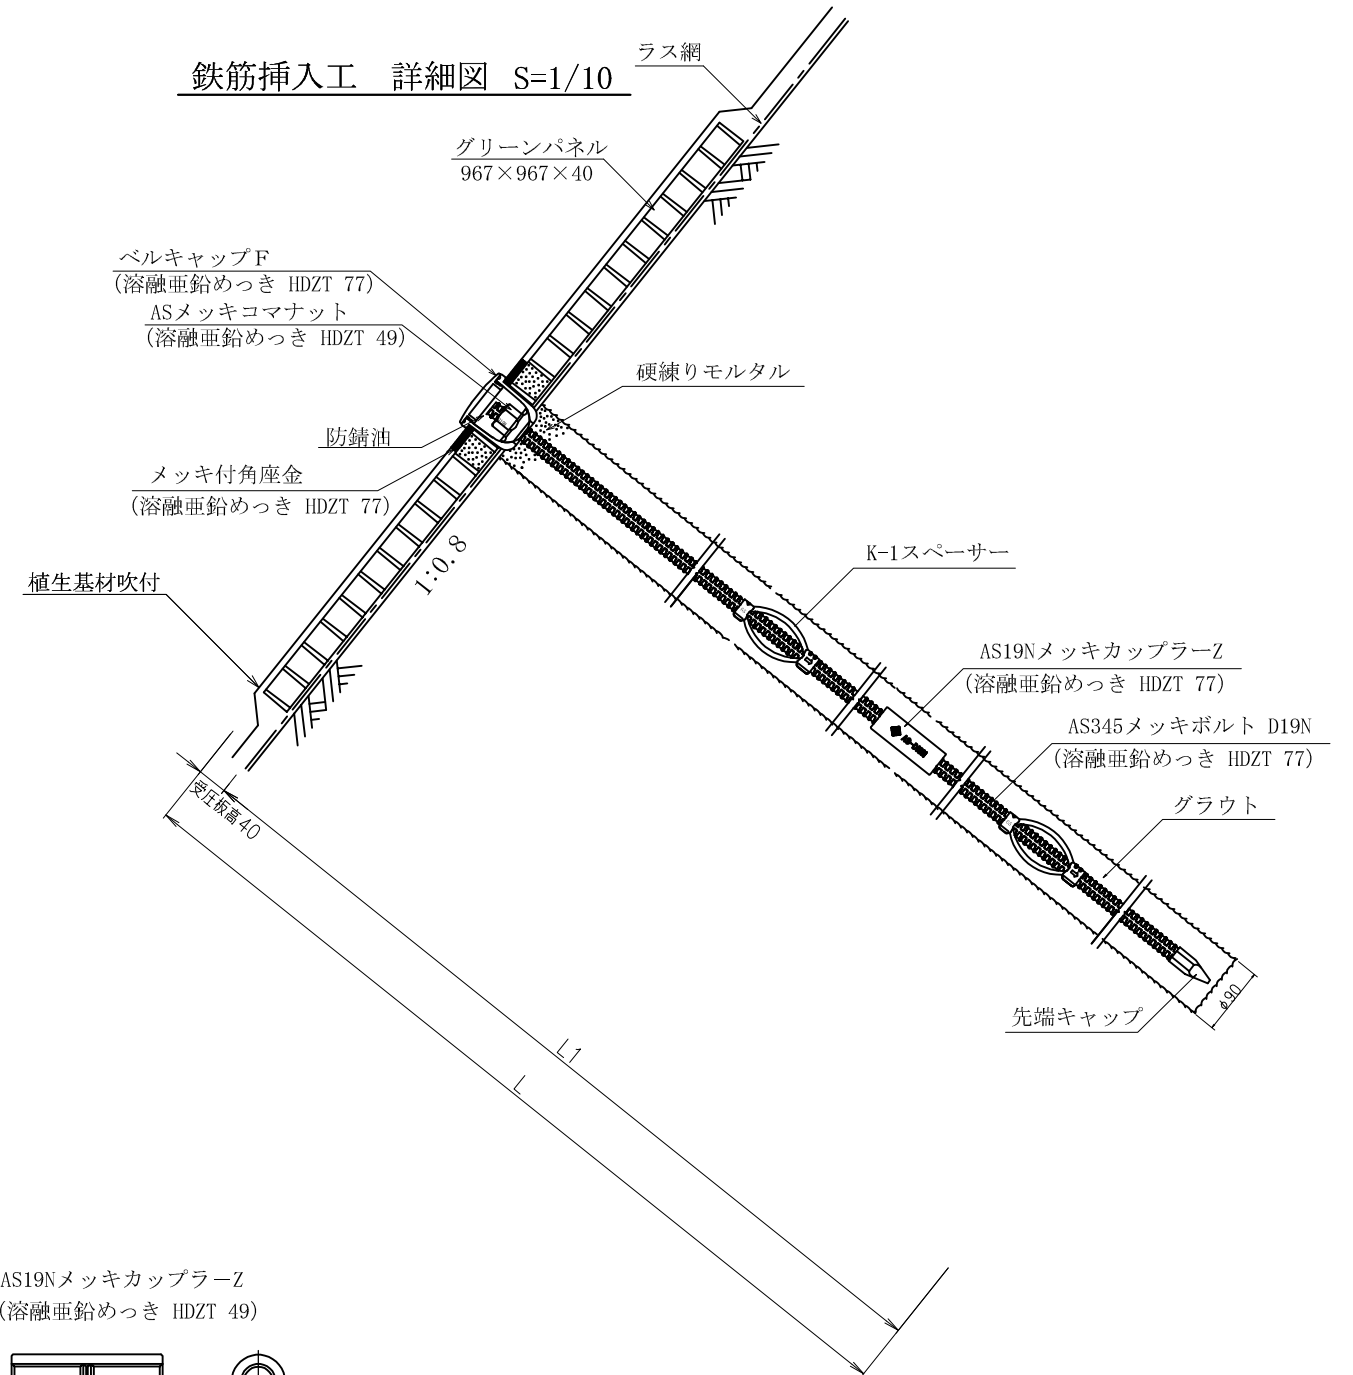 鉄筋挿入工　詳細図　S=1/10
ラス網
グリーンパネル
967×967×40
ベルキャップF
(溶融亜鉛めっき HDZT 77)
ASメッキコマナット
(溶融亜鉛めっき HDZT 49)
硬練りモルタル
防錆油
メッキ付角座金
(溶融亜鉛めっき HDZT 77)
1:0.8
K-1スペーサー
植生基材吹付
AS19NメッキカップラーZ
(溶融亜鉛めっき HDZT 77)
AS345メッキボルト D19N
(溶融亜鉛めっき HDZT 77)
受圧板高40
グラウト
φ90
先端キャップ
L1
L
AS19NメッキカップラーZ
(溶融亜鉛めっき HDZT 49)